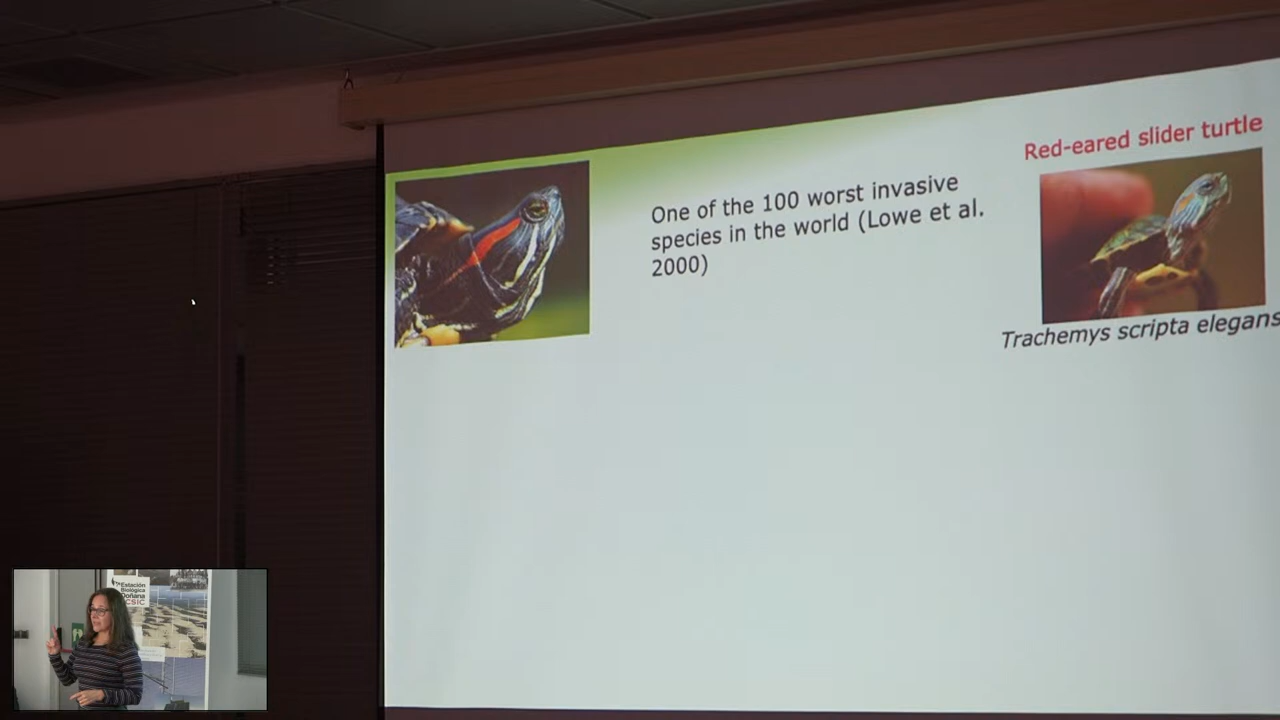 Red-eared slider turtle
One of the 100 worst invasive
species in the world (Lowe et al.
2000)
Trachemys scripta elegans
Estación
Biológica
Doñana
CSIC